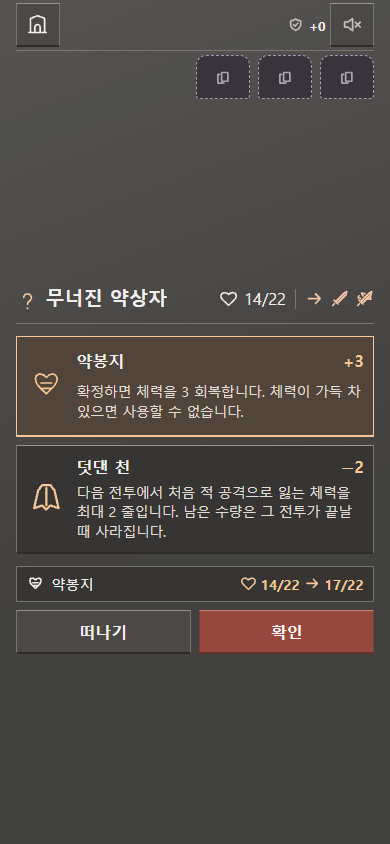 +0
무너진 약상자 14/22
약봉지 +3
확정하면 체력을 3 회복합니다. 체력이 가득 차
있으면 사용할 수 없습니다.
덧댄 천 −2
다음 전투에서 처음 적 공격으로 잃는 체력을
최대 2 줄입니다. 남은 수량은 그 전투가 끝날
때 사라집니다.
약봉지 14/22 → 17/22
떠나기 확인